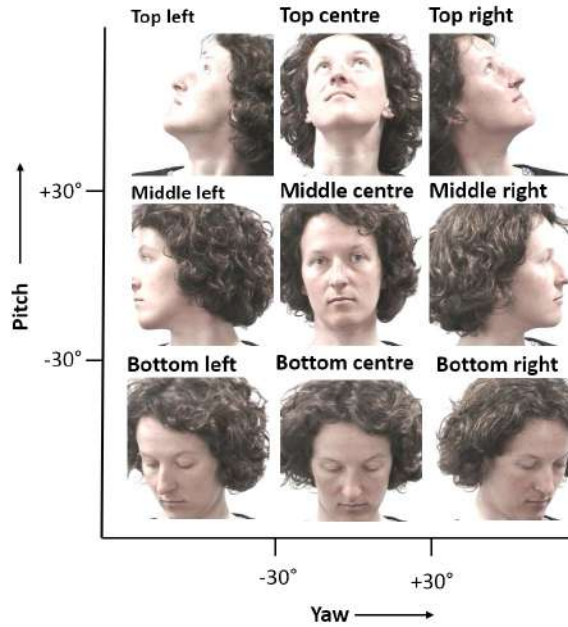 Top left
Top centre
Top right
+30°
Middle left
Middle centre
Middle right
Pitch
-30°
Bottom left
Bottom centre
Bottom right
-30°
+30°
Yaw